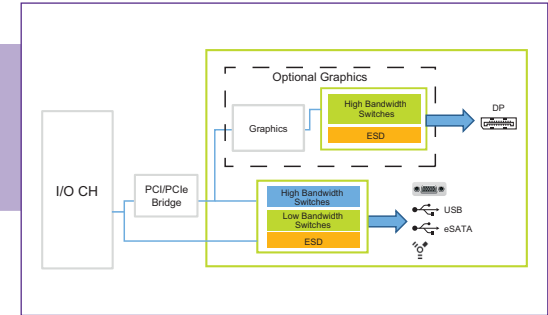 Optional Graphics
High Bandwidth
Switches
ESD
DP
Graphics
I/O CH
PCI/PCIe
Bridge
High Bandwidth
Switches
Low Bandwidth
Switches
ESD
USB
eSATA